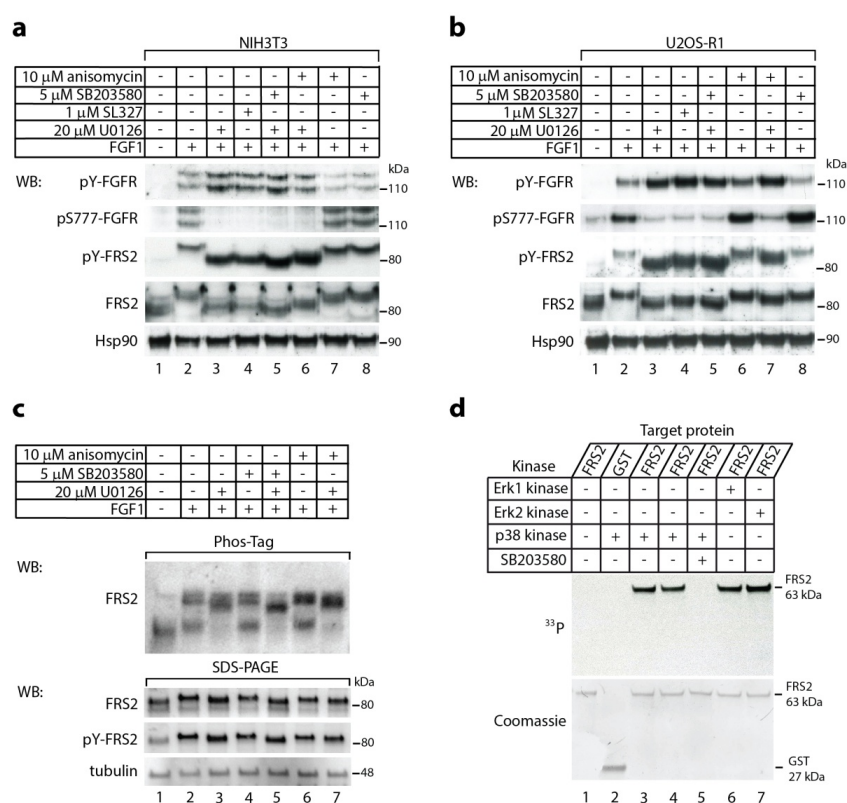 a
NIH3T3
10 µM anisomycin - - - - - + + -
5 µM SB203580 - - - - + - - +
1 µM SL327 - - - + - - - -
20 µM U0126 - - + - + + - -
FGF1 - + + + + + + +
kDa
WB: pY-FGFR 110
pS777-FGFR 110
pY-FRS2 80
FRS2 80
Hsp90 90
1 2 3 4 5 6 7 8
b
U2OS-R1
10 µM anisomycin - - - - - + + -
5 µM SB203580 - - - - + - - +
1 µM SL327 - - - + - - - -
20 µM U0126 - - + - + - + -
FGF1 - + + + + + + +
kDa
WB: pY-FGFR 110
pS777-FGFR 110
pY-FRS2 80
FRS2 80
Hsp90 90
1 2 3 4 5 6 7 8
c
10 µM anisomycin - - - - - + +
5 µM SB203580 - - - + + - -
20 µM U0126 - - + - + - +
FGF1 - + + + + + +
Phos-Tag
WB:
FRS2
SDS-PAGE
WB: kDa
FRS2 80
pY-FRS2 80
tubulin 48
1 2 3 4 5 6 7
d
Target protein
Kinase FRS2 GST FRS2 FRS2 FRS2 FRS2 FRS2
Erk1 kinase - - - - - + -
Erk2 kinase - - - - - - +
p38 kinase - + + + + - -
SB203580 - - - - + - -
FRS2
63 kDa
33P
FRS2
63 kDa
Coomassie
GST
27 kDa
1 2 3 4 5 6 7